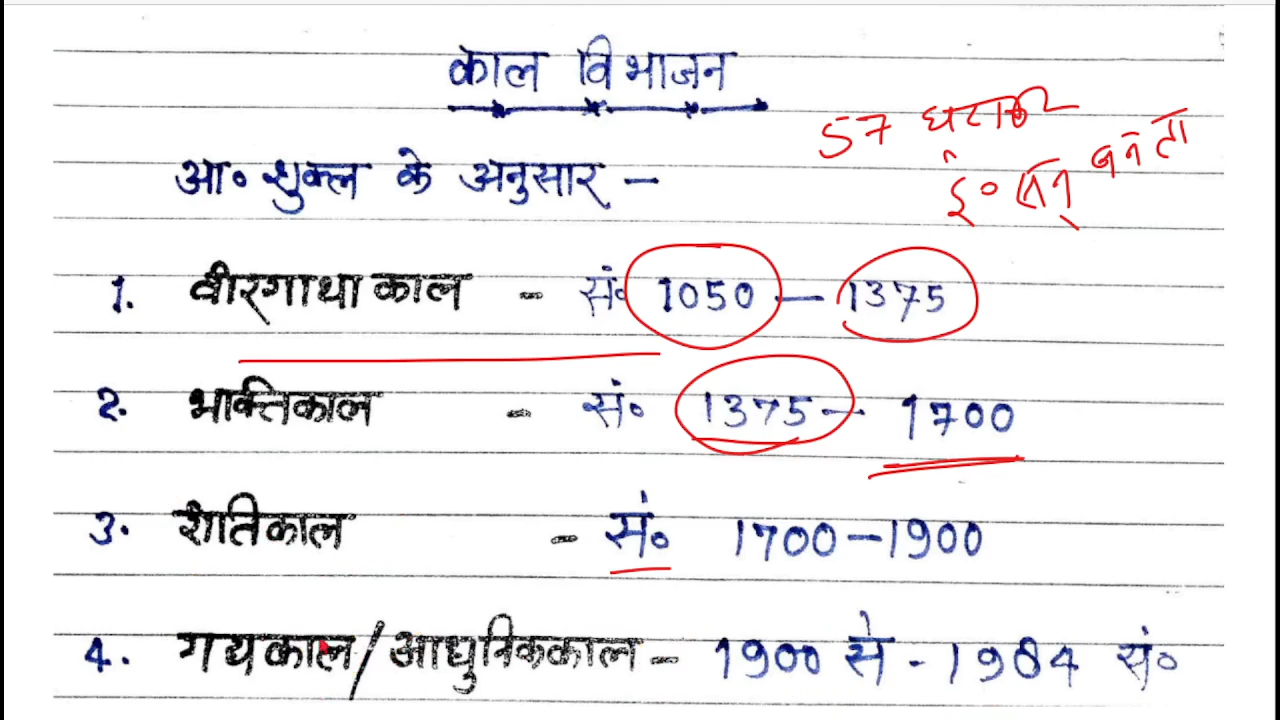 काल विभाजन
57 घटाकर
ई० सन् बनता
आ० शुक्ल के अनुसार –
1. वीरगाथा काल - सं० 1050 – 1375
2. भक्तिकाल - सं० 1375 – 1700
3. रीतिकाल - सं० 1700 – 1900
4. गद्यकाल / आधुनिककाल – 1900 से - 1984 सं०